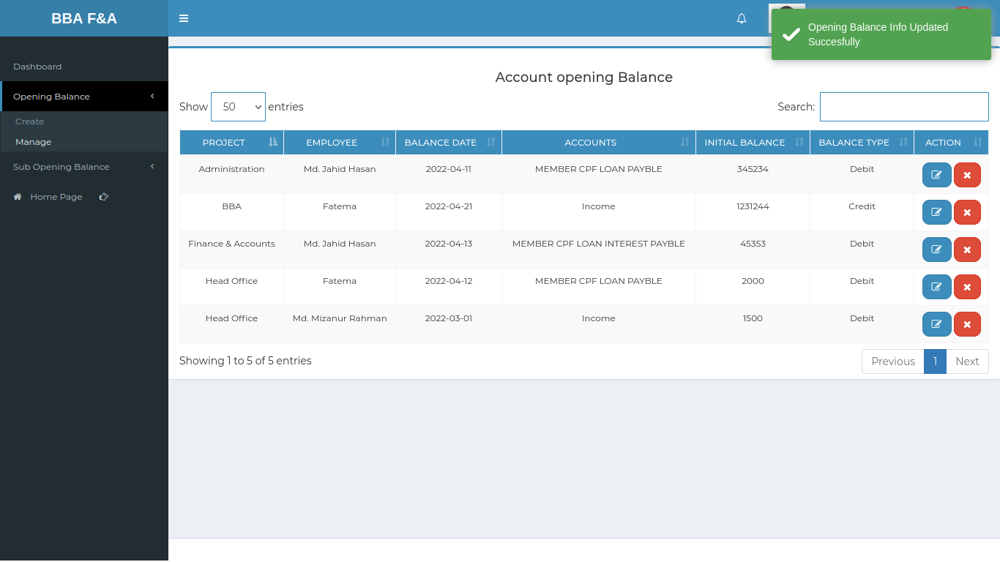 BBA F&A
Opening Balance Info Updated
Succesfully
Dashboard
Opening Balance
Create
Manage
Sub Opening Balance
Home Page
Account opening Balance
Show 50 entries
Search:
PROJECT EMPLOYEE BALANCE DATE ACCOUNTS INITIAL BALANCE BALANCE TYPE ACTION
Administration Md. Jahid Hasan 2022-04-11 MEMBER CPF LOAN PAYBLE 345234 Debit
BBA Fatema 2022-04-21 Income 1231244 Credit
Finance & Accounts Md. Jahid Hasan 2022-04-13 MEMBER CPF LOAN INTEREST PAYBLE 45353 Debit
Head Office Fatema 2022-04-12 MEMBER CPF LOAN PAYBLE 2000 Debit
Head Office Md. Mizanur Rahman 2022-03-01 Income 1500 Debit
Showing 1 to 5 of 5 entries
Previous 1 Next